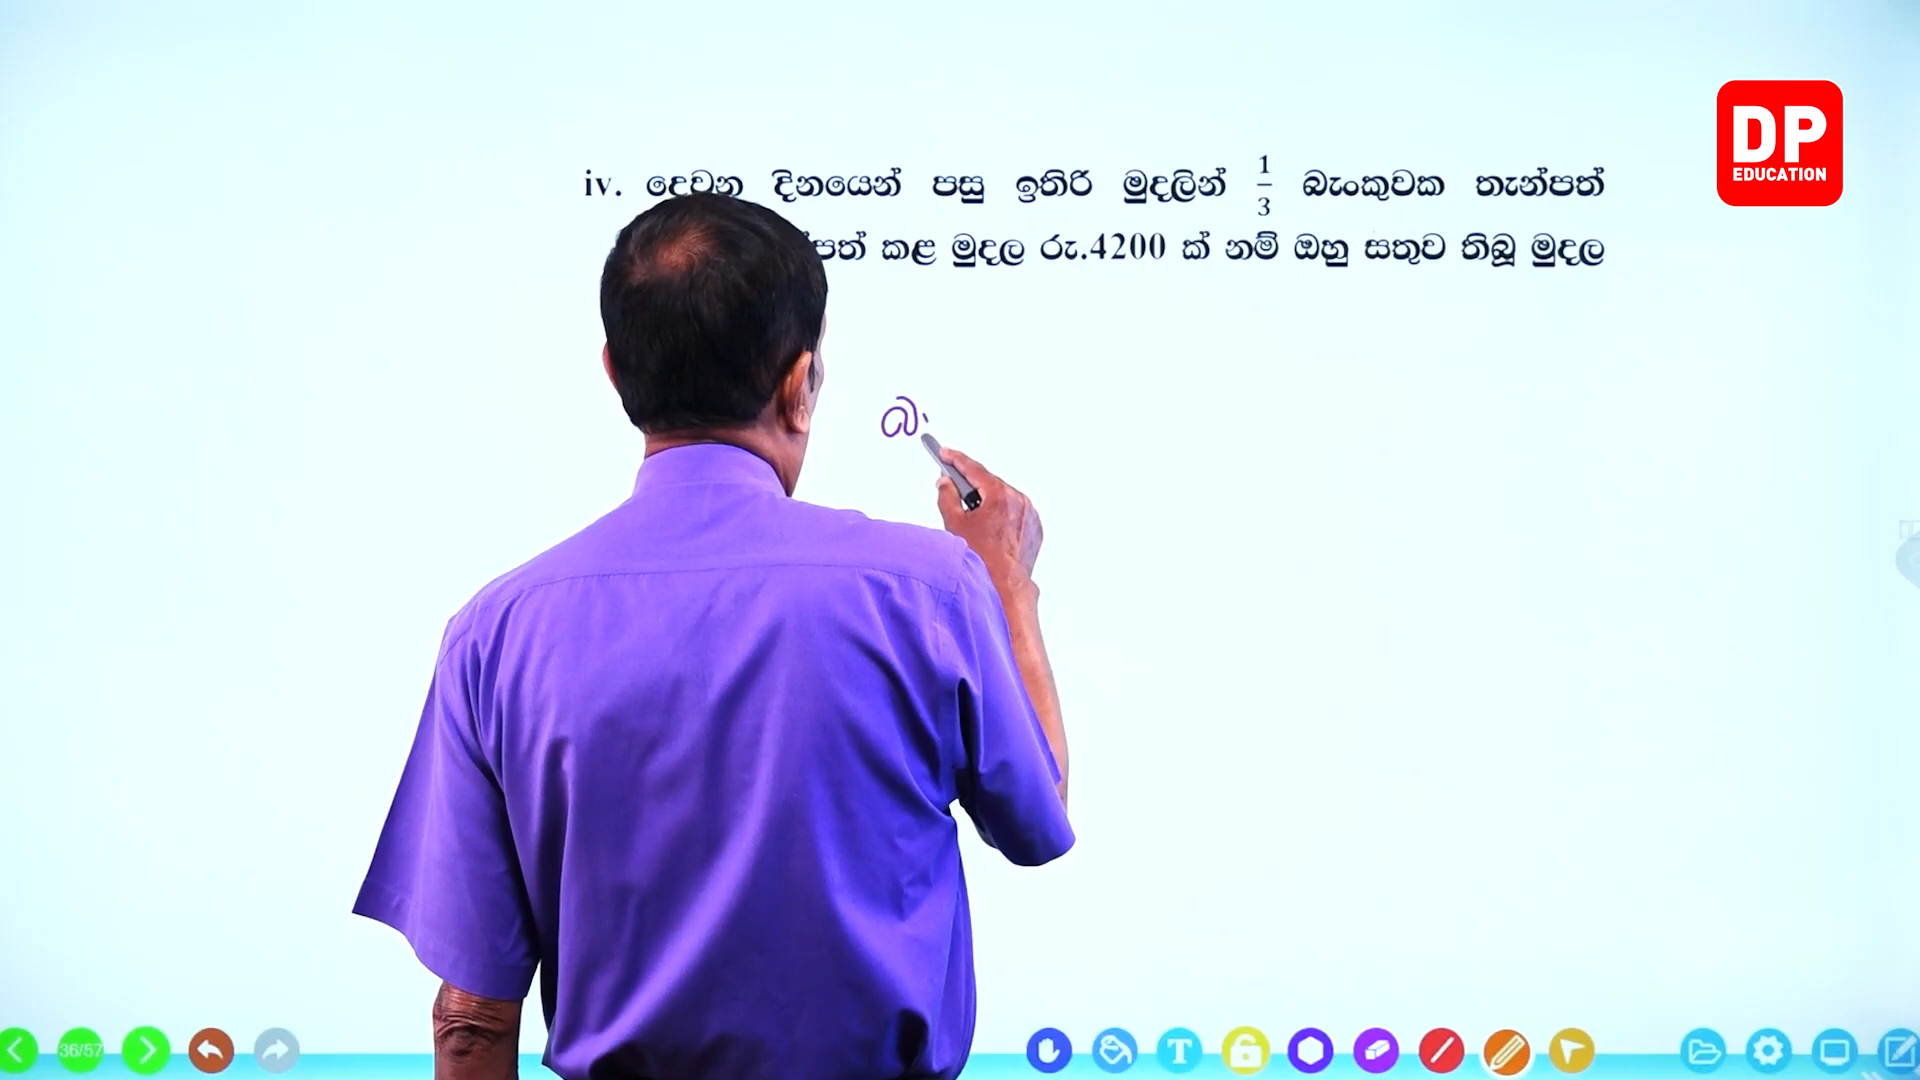 DP
EDUCATION
iv. දෙවන දිනයෙන් පසු ඉතිරි මුදලින් 1/3 බැංකුවක තැන්පත්
කළ මුදල රු.4200 ක් නම් ඔහු සතුව තිබූ මුදල
බ
36/57
T